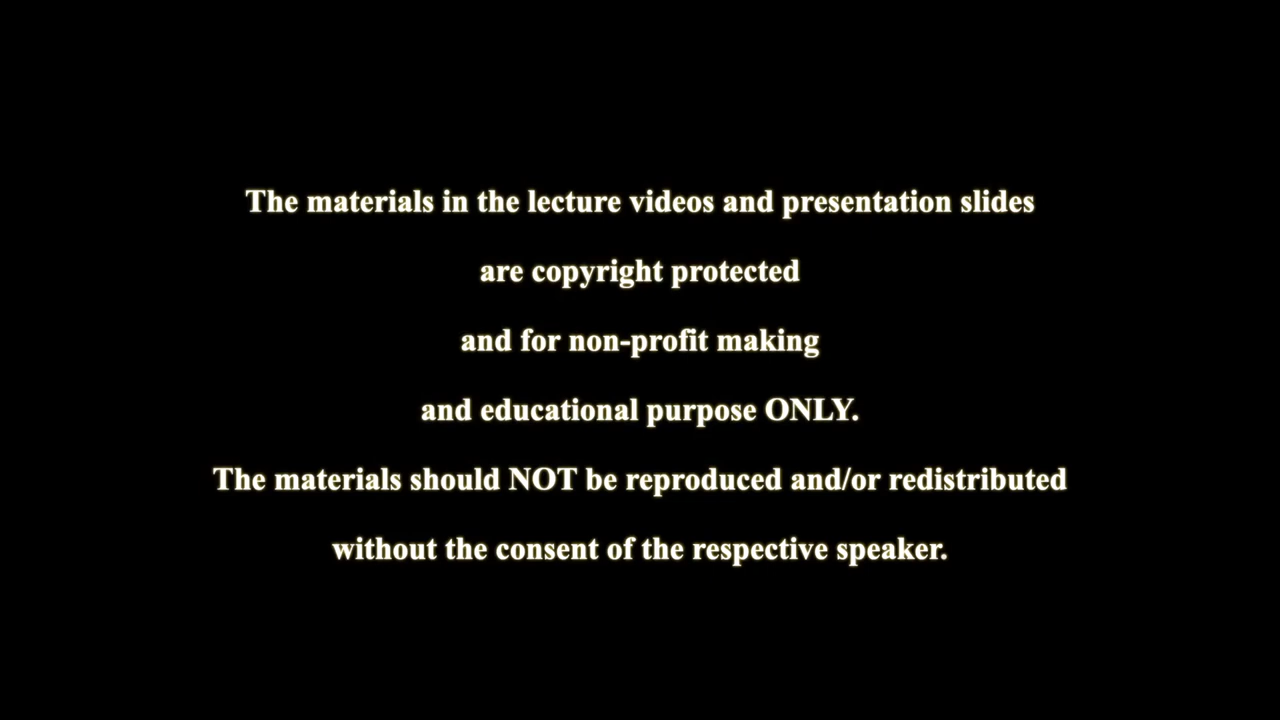 The materials in the lecture videos and presentation slides
are copyright protected
and for non-profit making
and educational purpose ONLY.
The materials should NOT be reproduced and/or redistributed
without the consent of the respective speaker.